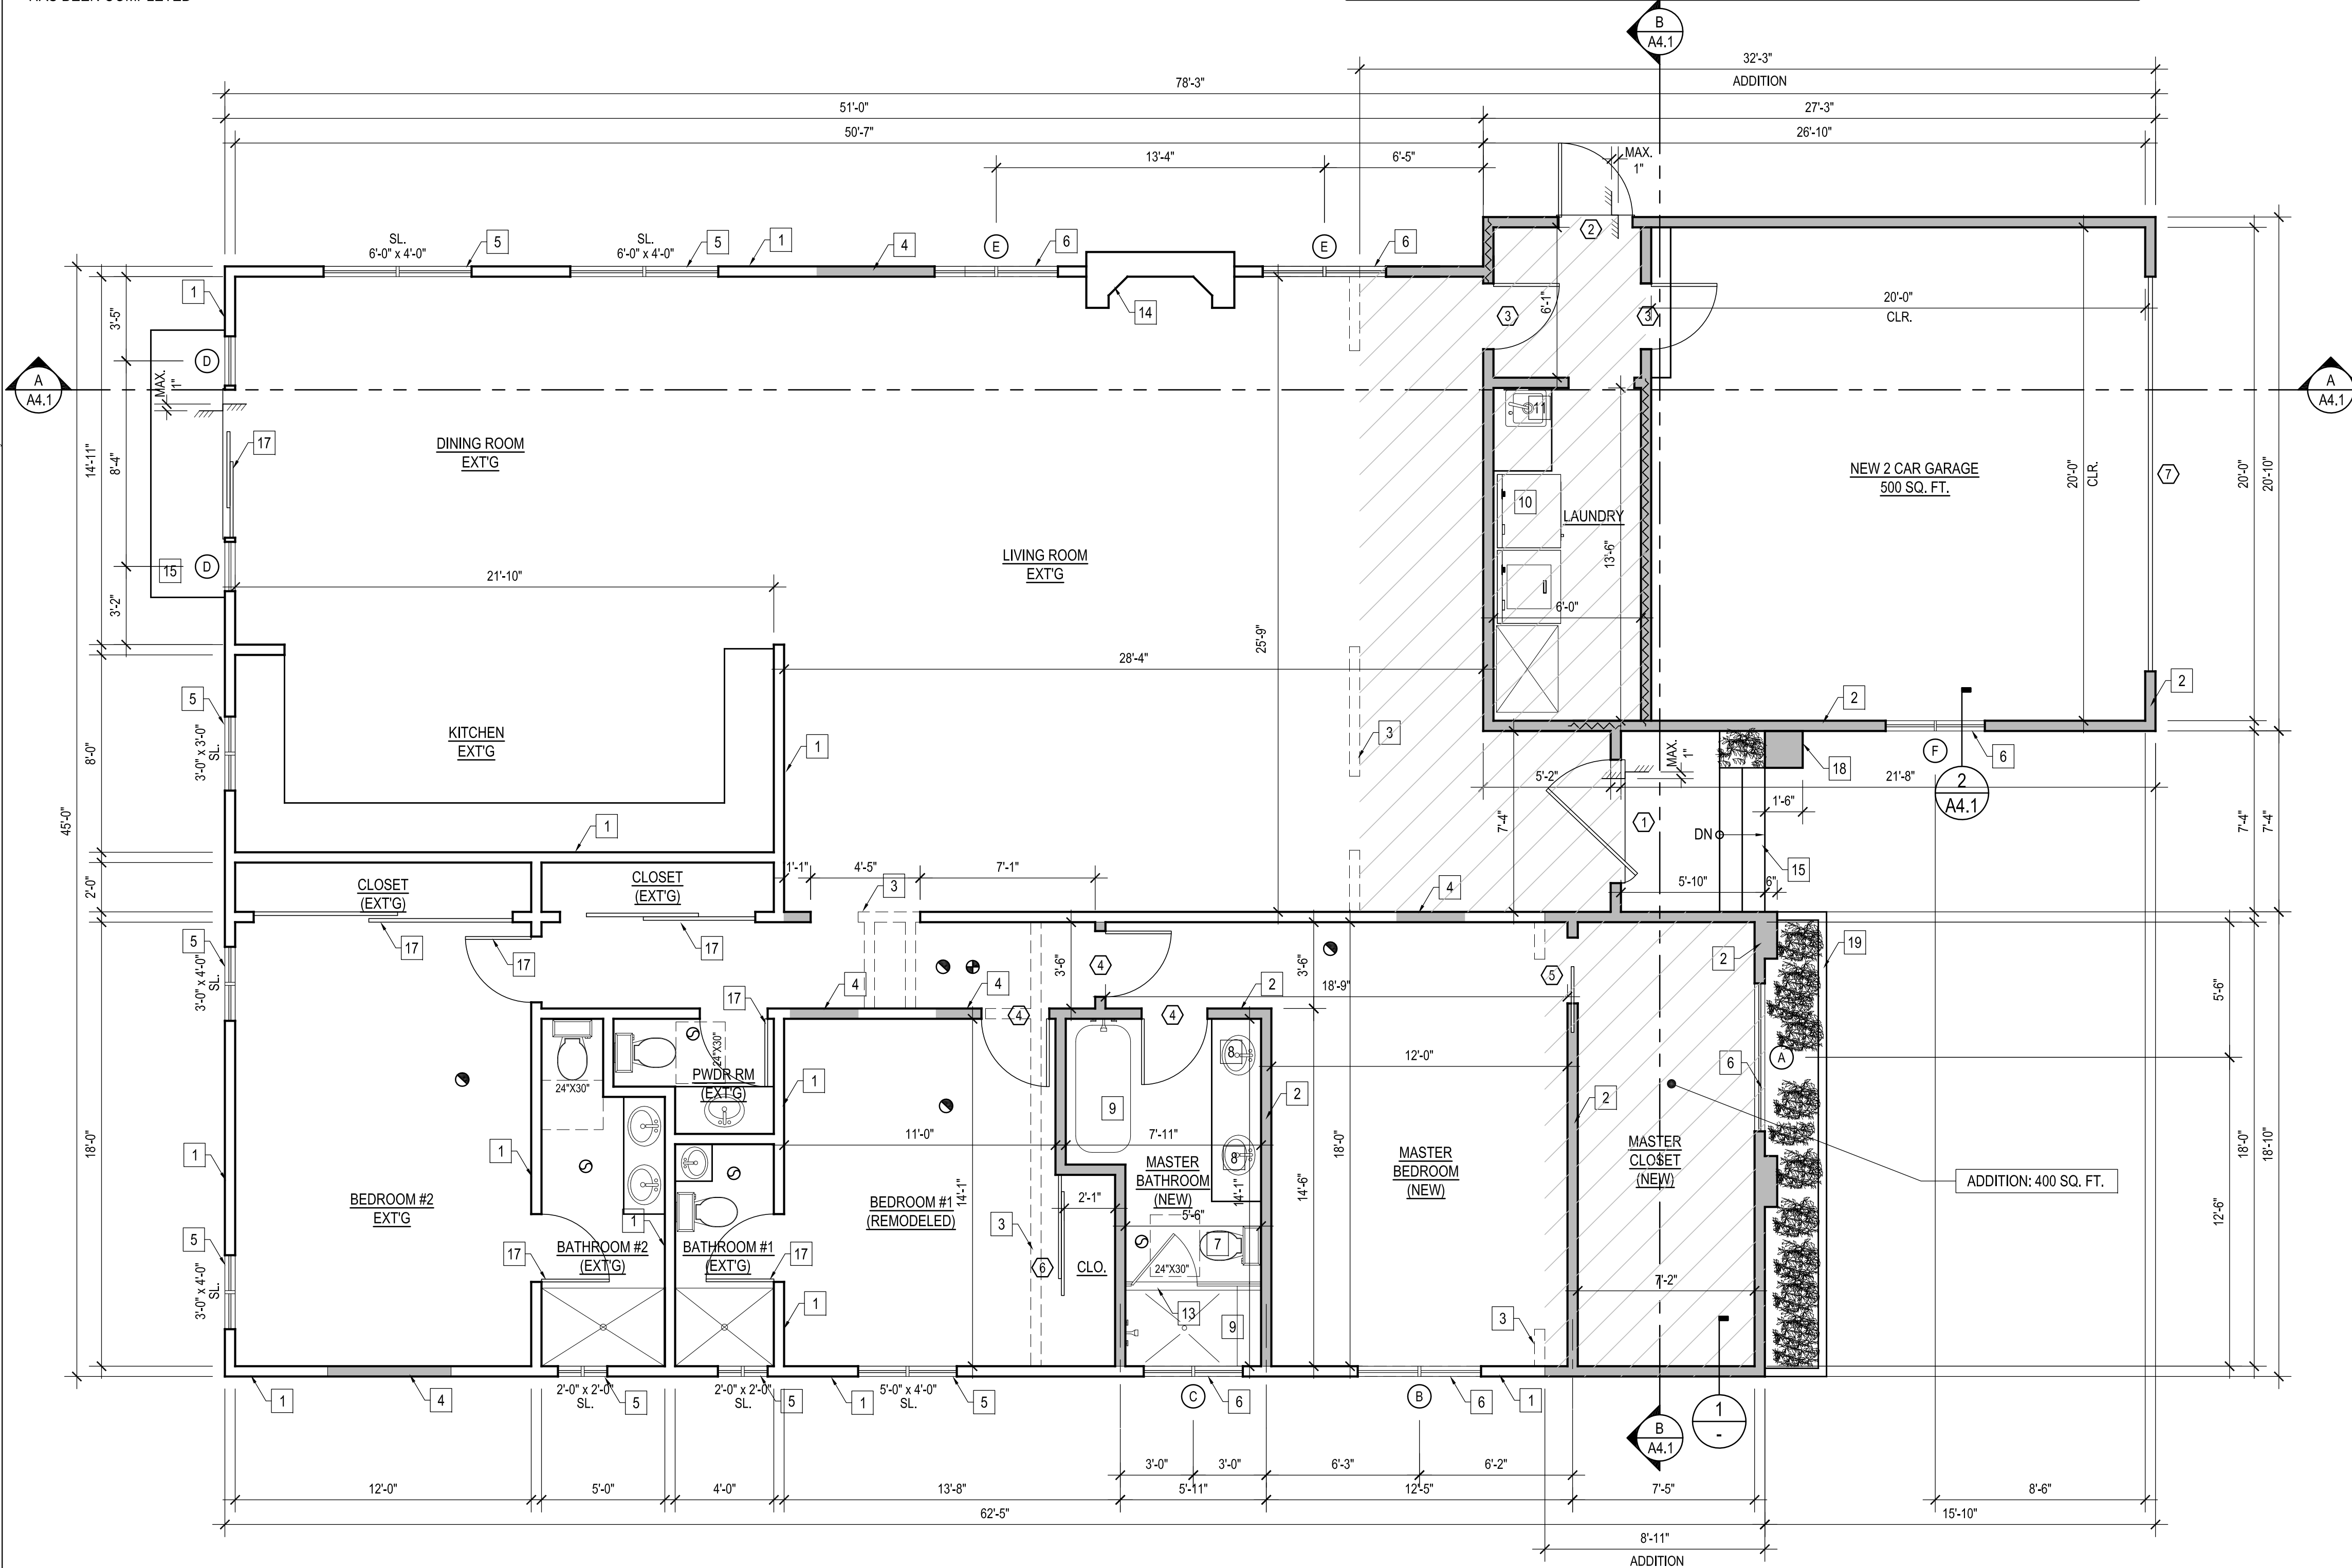 B
A4.1
32'-3"
ADDITION
78'-3"
51'-0"
27'-3"
50'-7"
26'-10"
13'-4"
6'-5"
MAX.
1"
SL.
6'-0" x 4'-0"
5
SL.
6'-0" x 4'-0"
5
1
4
E
6
E
6
2
1
14
3'-5"
6'-1"
3
3
20'-0"
CLR.
D
A
A4.1
MAX.
1"
A
A4.1
17
DINING ROOM
EXT'G
14'-11"
8'-4"
11
NEW 2 CAR GARAGE
500 SQ. FT.
20'-0"
CLR.
7
20'-0"
20'-10"
10
LAUNDRY
LIVING ROOM
EXT'G
13'-6"
15
D
21'-10"
3'-2"
6'-0"
25'-9"
28'-4"
5
3'-0" x 3'-0"
SL.
KITCHEN
EXT'G
1
3
2
2
F
6
8'-0"
45'-0"
MAX.
1"
5'-2"
18
21'-8"
2
A4.1
1'-6"
7'-4"
1
DN
7'-4"
7'-4"
1
15
2'-0"
CLOSET
(EXT'G)
CLOSET
(EXT'G)
1'-1"
4'-5"
7'-1"
3
4
5'-10"
6"
17
17
17
5
3'-0" x 4'-0"
SL.
3'-6"
4
3'-6"
5
2
19
4
4
17
4
4
2
18'-9"
5'-6"
24"X30"
24"X30"
PWDR RM
(EXT'G)
1
8
12'-0"
6
A
9
2
2
18'-0"
1
1
11'-0"
7'-11"
MASTER
BATHROOM
(NEW)
8
18'-0"
MASTER
BEDROOM
(NEW)
MASTER
CLOSET
(NEW)
18'-0"
18'-10"
ADDITION: 400 SQ. FT.
BEDROOM #2
EXT'G
BEDROOM #1
(REMODELED)
14'-1"
2'-1"
14'-1"
14'-6"
5'-6"
12'-6"
1
3
7
5
3'-0" x 4'-0"
SL.
17
BATHROOM #2
(EXT'G)
BATHROOM #1
(EXT'G)
17
6
CLO.
24"X30"
7'-2"
1
13
9
3
1
4
2'-0" x 2'-0"
SL.
5
2'-0" x 2'-0"
SL.
5
1
5'-0" x 4'-0"
SL.
5
C
6
B
6
1
B
A4.1
1
-
3'-0"
3'-0"
6'-3"
6'-2"
12'-0"
5'-0"
4'-0"
13'-8"
5'-11"
12'-5"
7'-5"
8'-6"
62'-5"
15'-10"
8'-11"
ADDITION